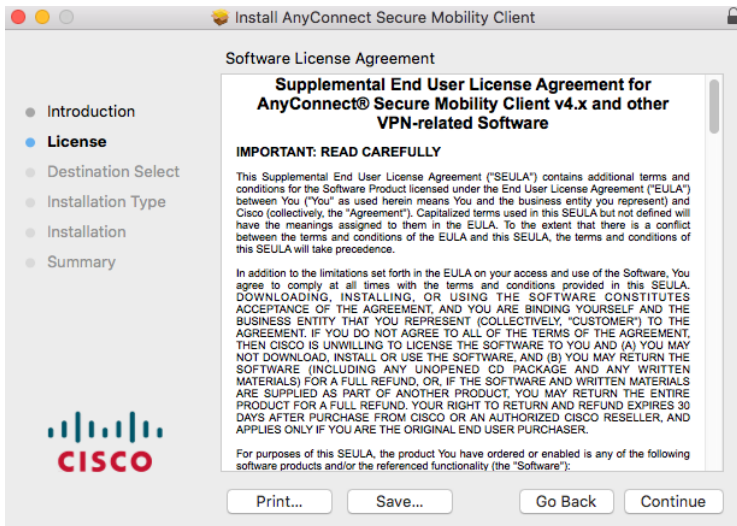 Install AnyConnect Secure Mobility Client
Software License Agreement
Introduction
License
Destination Select
Installation Type
Installation
Summary
Supplemental End User License Agreement for
AnyConnect® Secure Mobility Client v4.x and other
VPN-related Software
IMPORTANT: READ CAREFULLY
This Supplemental End User License Agreement ("SEULA") contains additional terms and
conditions for the Software Product licensed under the End User License Agreement ("EULA")
between You ("You" as used herein means You and the business entity you represent) and
Cisco (collectively, the "Agreement"). Capitalized terms used in this SEULA but not defined will
have the meanings assigned to them in the EULA. To the extent that there is a conflict
between the terms and conditions of the EULA and this SEULA, the terms and conditions of
this SEULA will take precedence.
In addition to the limitations set forth in the EULA on your access and use of the Software, You
agree to comply at all times with the terms and conditions provided in this SEULA.
DOWNLOADING, INSTALLING, OR USING THE SOFTWARE CONSTITUTES
ACCEPTANCE OF THE AGREEMENT, AND YOU ARE BINDING YOURSELF AND THE
BUSINESS ENTITY THAT YOU REPRESENT (COLLECTIVELY, "CUSTOMER") TO THE
AGREEMENT. IF YOU DO NOT AGREE TO ALL OF THE TERMS OF THE AGREEMENT,
THEN CISCO IS UNWILLING TO LICENSE THE SOFTWARE TO YOU AND (A) YOU MAY
NOT DOWNLOAD, INSTALL OR USE THE SOFTWARE, AND (B) YOU MAY RETURN THE
SOFTWARE (INCLUDING ANY UNOPENED CD PACKAGE AND ANY WRITTEN
MATERIALS) FOR A FULL REFUND, OR, IF THE SOFTWARE AND WRITTEN MATERIALS
ARE SUPPLIED AS PART OF ANOTHER PRODUCT, YOU MAY RETURN THE ENTIRE
PRODUCT FOR A FULL REFUND. YOUR RIGHT TO RETURN AND REFUND EXPIRES 30
DAYS AFTER PURCHASE FROM CISCO OR AN AUTHORIZED CISCO RESELLER, AND
APPLIES ONLY IF YOU ARE THE ORIGINAL END USER PURCHASER.
For purposes of this SEULA, the product You have ordered or enabled is any of the following
software products and/or the referenced functionality (the "Software"):
CISCO
Print...
Save...
Go Back
Continue